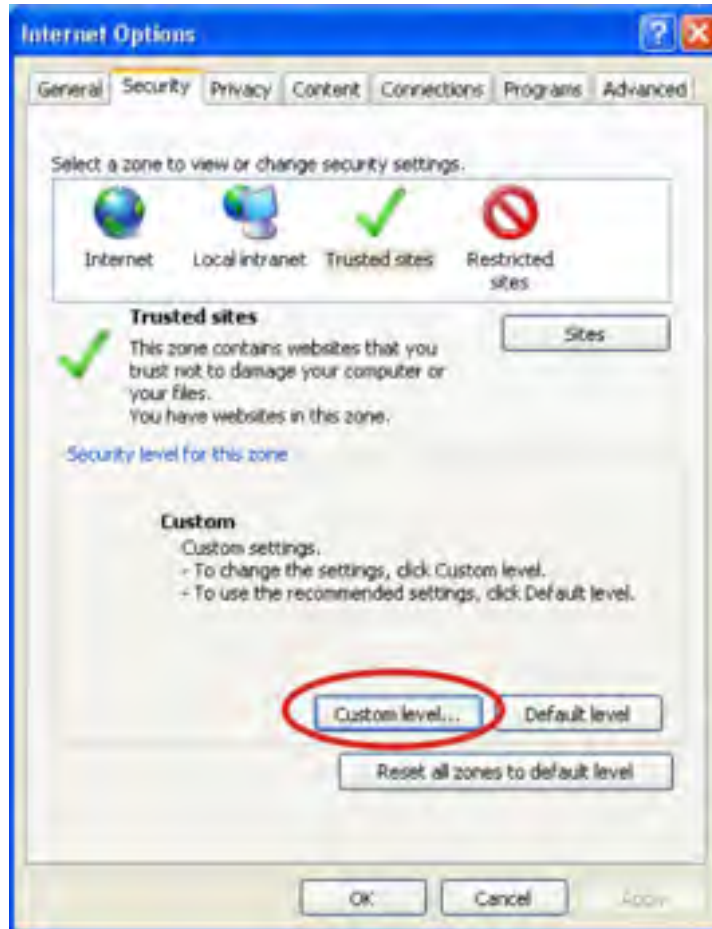 Internet Options
General Security Privacy Content Connections Programs Advanced
Select a zone to view or change security settings.
Internet Local intranet Trusted sites Restricted sites
Trusted sites
Sites
This zone contains websites that you
trust not to damage your computer or
your files.
You have websites in this zone.
Security level for this zone
Custom
Custom settings.
- To change the settings, click Custom level.
- To use the recommended settings, click Default level.
Custom level... Default level
Reset all zones to default level
OK Cancel Apply